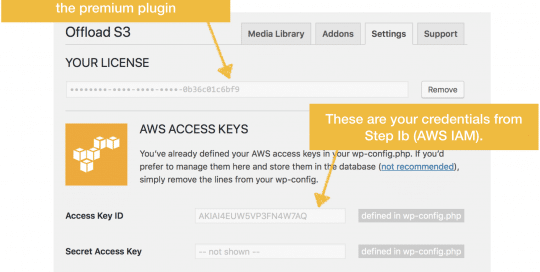 the premium plugin
Offload S3
Media Library Addons Settings Support
YOUR LICENSE
••••••••-••••-••••-••••-••••0b36c01c6bf9 Remove
These are your credentials from
Step Ib (AWS IAM).
AWS ACCESS KEYS
You've already defined your AWS access keys in your wp-config.php. If you'd
prefer to manage them here and store them in the database (not recommended),
simply remove the lines from your wp-config.
Access Key ID AKIAI4EUW5VP3FN4W7AQ defined in wp-config.php
Secret Access Key -- not shown -- defined in wp-config.php